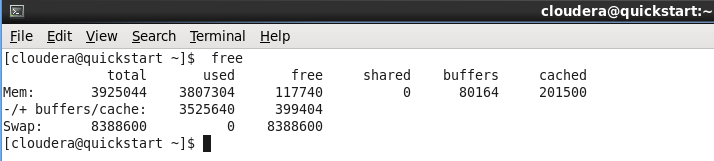 cloudera@quickstart:~
File Edit View Search Terminal Help
[cloudera@quickstart ~]$  free
             total       used       free     shared    buffers     cached
Mem:       3925044    3807304     117740          0      80164     201500
-/+ buffers/cache:    3525640     399404
Swap:      8388600          0    8388600
[cloudera@quickstart ~]$